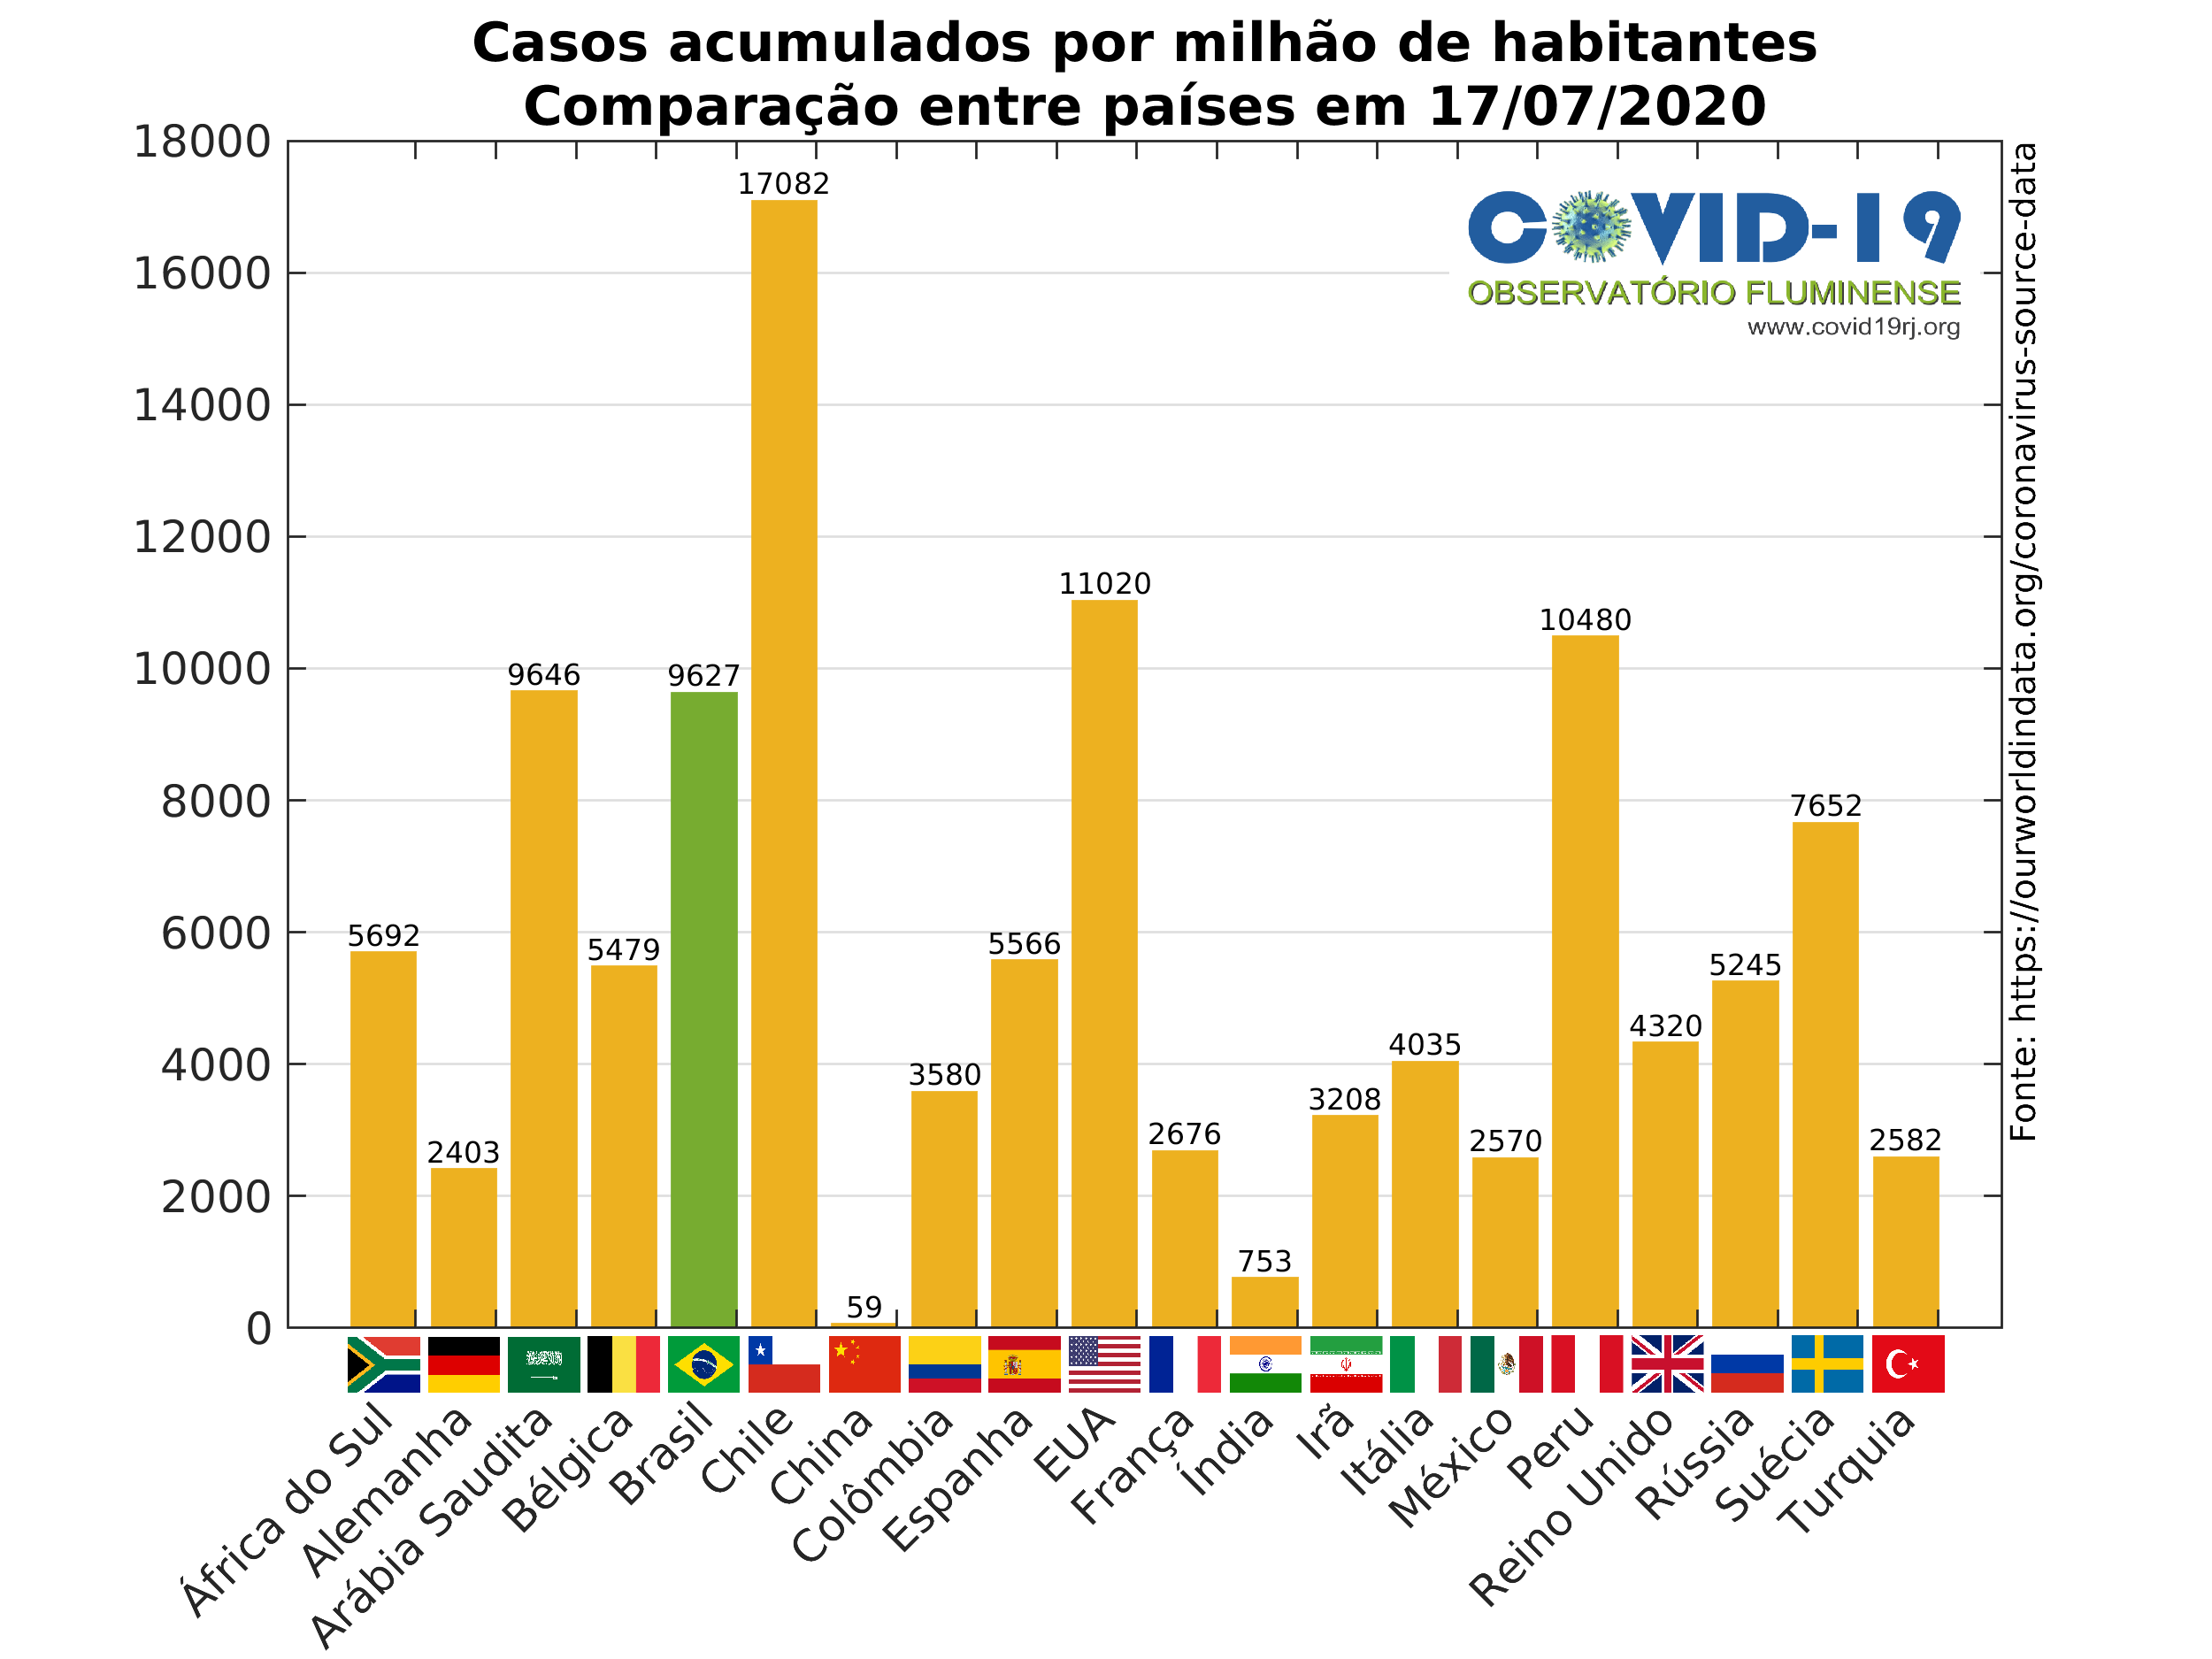 Casos acumulados por milhão de habitantes
Comparação entre países em 17/07/2020
18000
16000
14000
12000
10000
8000
6000
4000
2000
0
5692
2403
9646
5479
9627
17082
59
3580
5566
11020
2676
753
3208
4035
2570
10480
4320
5245
7652
2582
COVID-19
OBSERVATÓRIO FLUMINENSE
www.covid19rj.org
Fonte: https://ourworldindata.org/coronavirus-source-data
África do Sul
Alemanha
Arábia Saudita
Bélgica
Brasil
Chile
China
Colômbia
Espanha
EUA
França
Índia
Irã
Itália
México
Peru
Reino Unido
Rússia
Suécia
Turquia